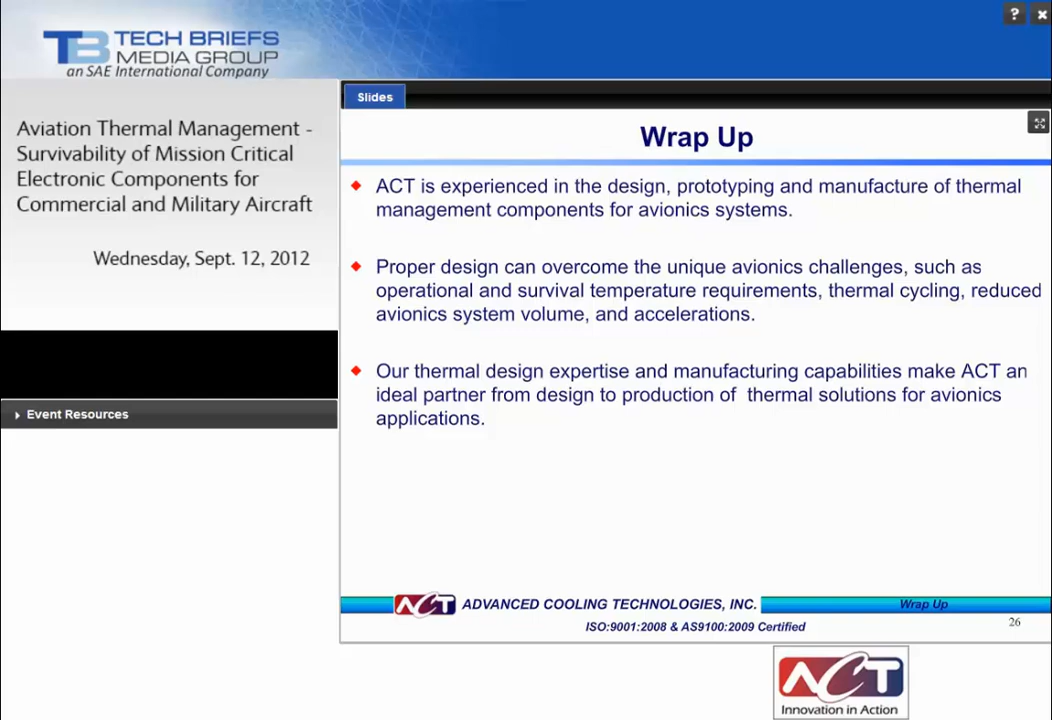 TB TECH BRIEFS
MEDIA GROUP
an SAE International Company
? x
Aviation Thermal Management -
Survivability of Mission Critical
Electronic Components for
Commercial and Military Aircraft
Wednesday, Sept. 12, 2012
Event Resources
Slides
Wrap Up
ACT is experienced in the design, prototyping and manufacture of thermal
management components for avionics systems.
Proper design can overcome the unique avionics challenges, such as
operational and survival temperature requirements, thermal cycling, reduced
avionics system volume, and accelerations.
Our thermal design expertise and manufacturing capabilities make ACT an
ideal partner from design to production of thermal solutions for avionics
applications.
ACT ADVANCED COOLING TECHNOLOGIES, INC. Wrap Up
ISO:9001:2008 & AS9100:2009 Certified 26
ACT
Innovation in Action